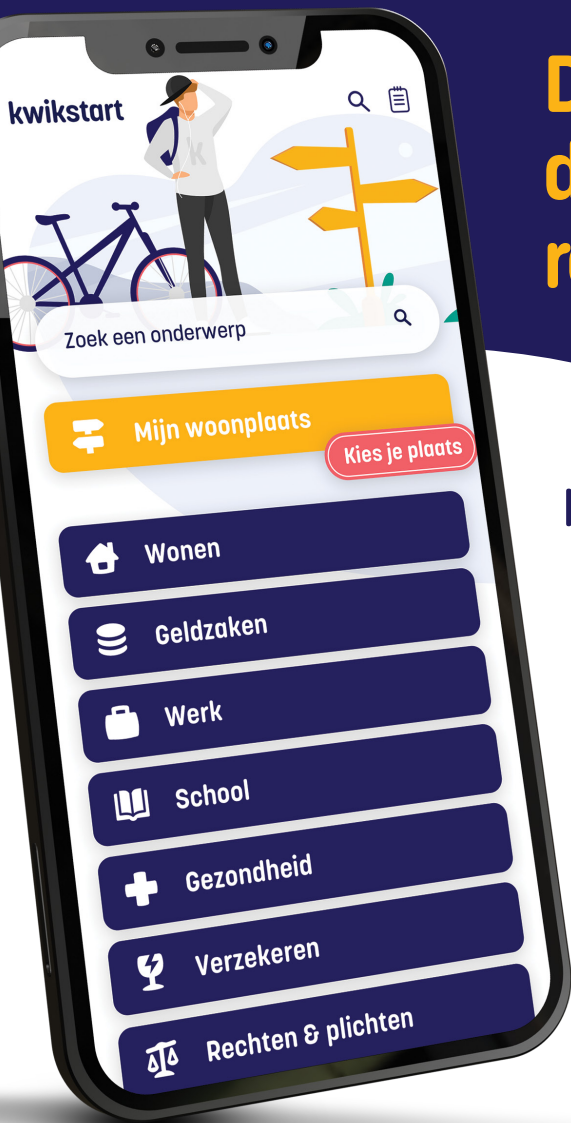 kwikstart
Zoek een onderwerp
Mijn woonplaats
Kies je plaats
Wonen
Geldzaken
Werk
School
Gezondheid
Verzekeren
Rechten & plichten